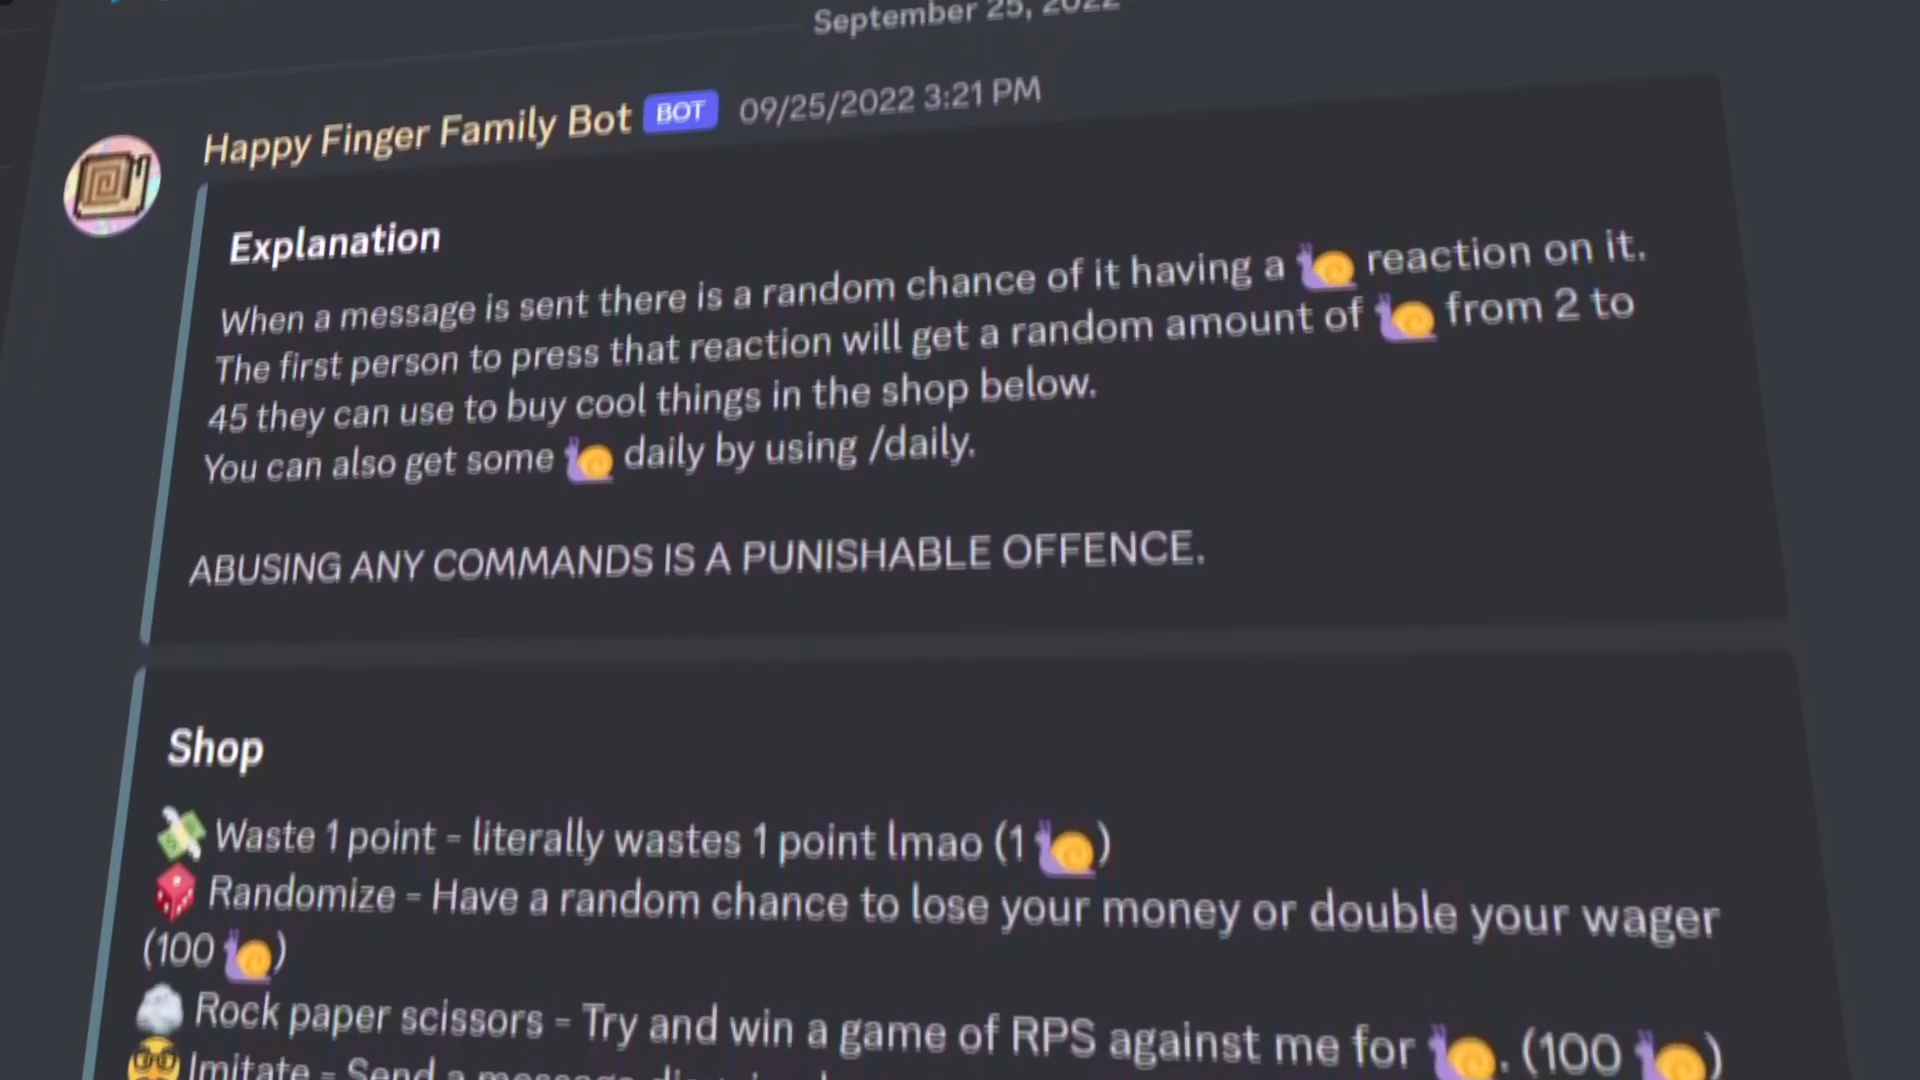 September 25, 2022
Happy Finger Family Bot BOT 09/25/2022 3:21 PM
Explanation
When a message is sent there is a random chance of it having a 🐌 reaction on it.
The first person to press that reaction will get a random amount of 🐌 from 2 to
45 they can use to buy cool things in the shop below.
You can also get some 🐌 daily by using /daily.
ABUSING ANY COMMANDS IS A PUNISHABLE OFFENCE.
Shop
💸 Waste 1 point - literally wastes 1 point lmao (1 🐌)
🎲 Randomize - Have a random chance to lose your money or double your wager
(100 🐌)
🪨 Rock paper scissors - Try and win a game of RPS against me for 🐌. (100 🐌)
🥸 Imitate - Send a message